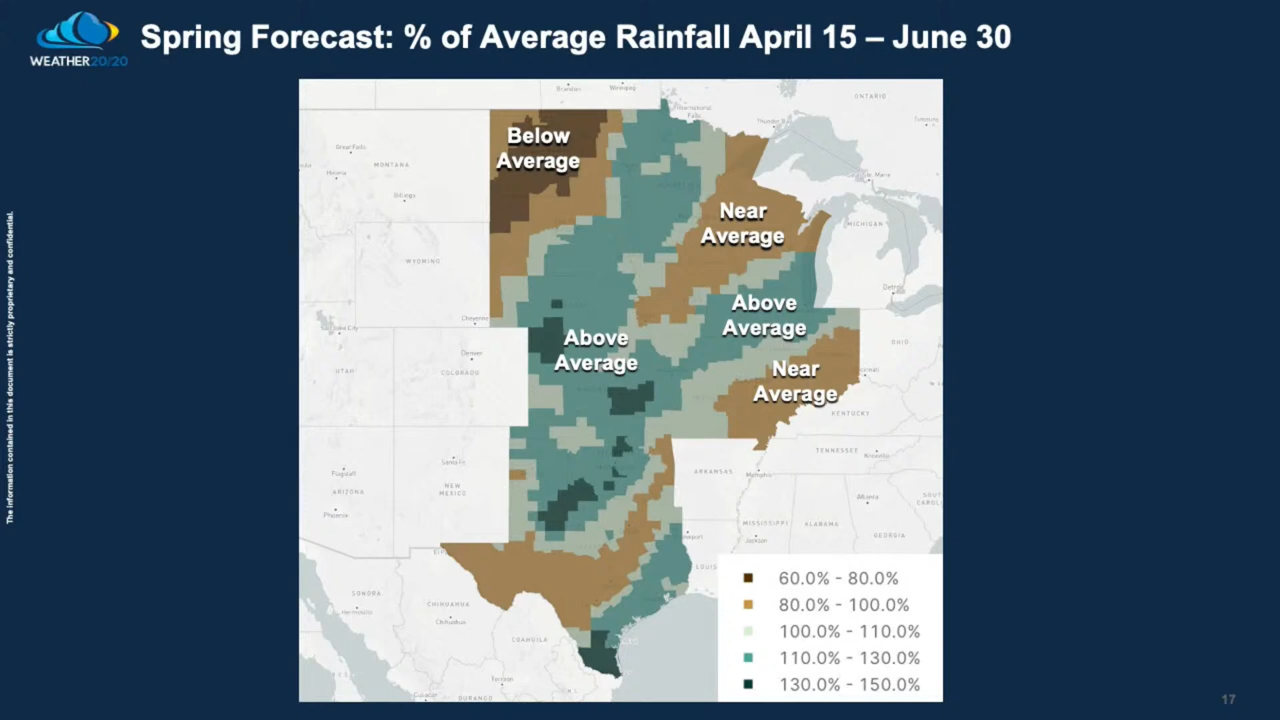 Spring Forecast: % of Average Rainfall April 15 – June 30
WEATHER20/20
The information contained in this document is strictly proprietary and confidential.
Brandon
Winnipeg
ONTARIO
International Falls
Great Falls
Helena
MONTANA
Billings
Below
Average
Near
Average
MICHIGAN
WYOMING
Detroit
Cheyenne
Salt Lake City
Above
Average
Above
Average
Denver
OHIO
UTAH
COLORADO
Near
Average
KENTUCKY
TENNESSEE
Knoxville
Santa Fe
ARKANSAS
Memphis
Flagstaff
ARIZONA
NEW
MEXICO
Atlanta
Phoenix
MISSISSIPPI
ALABAMA
GEORGIA
Jackson
SONORA
Hermosillo
CHIHUAHUA
Chihuahua
COAHUILA
Torreon
DURANGO
60.0% - 80.0%
80.0% - 100.0%
100.0% - 110.0%
110.0% - 130.0%
130.0% - 150.0%
17